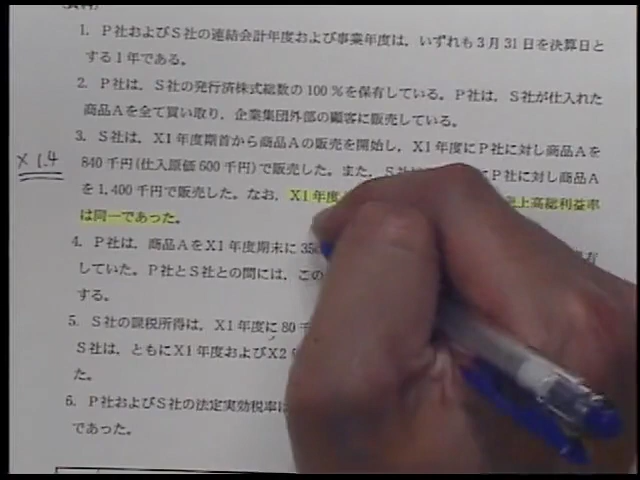 (資料)
1. P社およびS社の連結会計年度および事業年度は、いずれも3月31日を決算日と
する1年である。
2. P社は、S社の発行済株式総数の100%を保有している。P社は、S社が仕入れた
商品Aを全て買い取り、企業集団外部の顧客に販売している。
3. S社は、X1年度期首から商品Aの販売を開始し、X1年度にP社に対し商品Aを
× 1.4
840千円(仕入原価600千円)で販売した。また、S社 にP社に対し商品A
を1,400千円で販売した。なお、X1年度 売上高総利益率
は同一であった。
4. P社は、商品AをX1年度期末に35
していた。P社とS社との間には、この
する。
5. S社の課税所得は、X1年度に80千
S社は、ともにX1年度およびX2
た。
6. P社およびS社の法定実効税率は
であった。